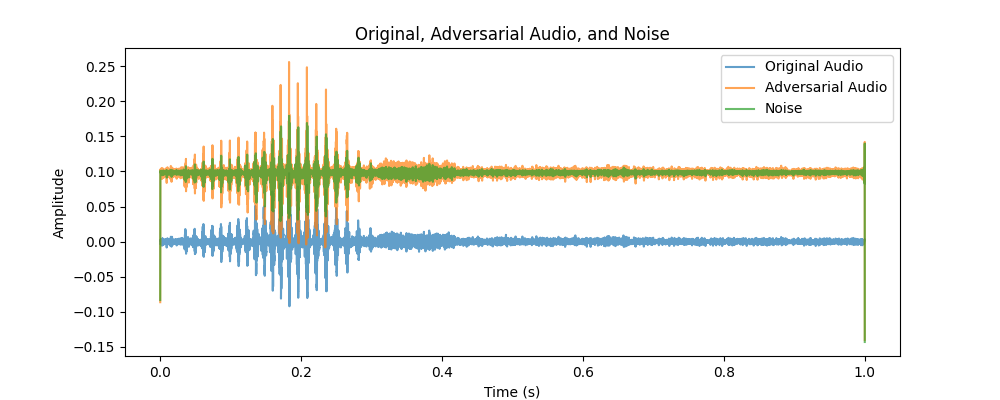 Original, Adversarial Audio, and Noise
Original Audio
Adversarial Audio
Noise
Amplitude
0.25
0.20
0.15
0.10
0.05
0.00
−0.05
−0.10
−0.15
0.0 0.2 0.4 0.6 0.8 1.0
Time (s)